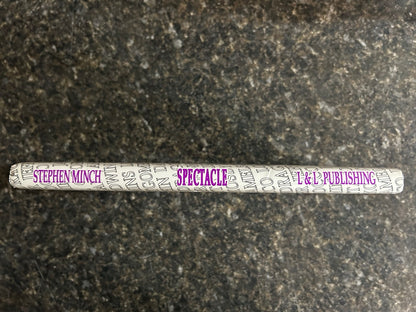 STEPHEN MINCH SPECTACLE L & L PUBLISHING